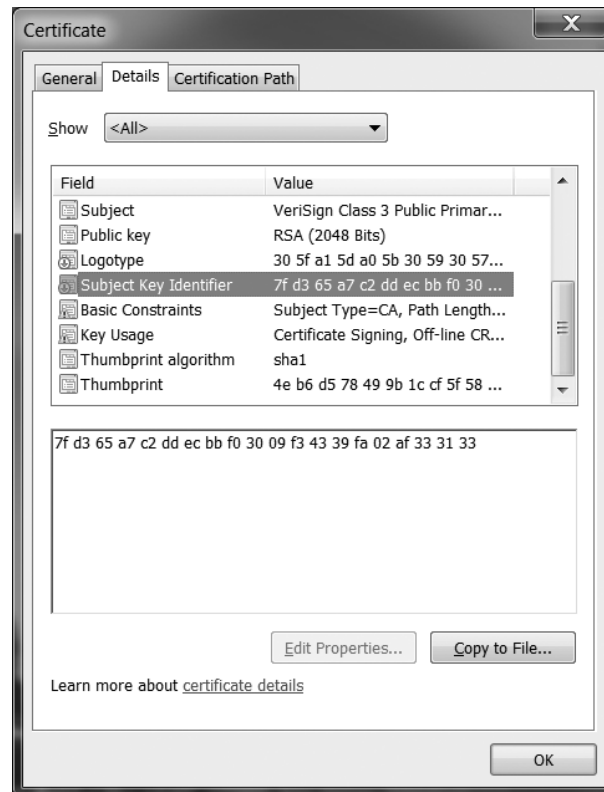 Certificate
X
General Details Certification Path
Show <All>
Field Value
Subject VeriSign Class 3 Public Primar...
Public key RSA (2048 Bits)
Logotype 30 5f a1 5d a0 5b 30 59 30 57...
Subject Key Identifier 7f d3 65 a7 c2 dd ec bb f0 30 ...
Basic Constraints Subject Type=CA, Path Length...
Key Usage Certificate Signing, Off-line CR...
Thumbprint algorithm sha1
Thumbprint 4e b6 d5 78 49 9b 1c cf 5f 58 ...
7f d3 65 a7 c2 dd ec bb f0 30 09 f3 43 39 fa 02 af 33 31 33
Edit Properties... Copy to File...
Learn more about certificate details
OK